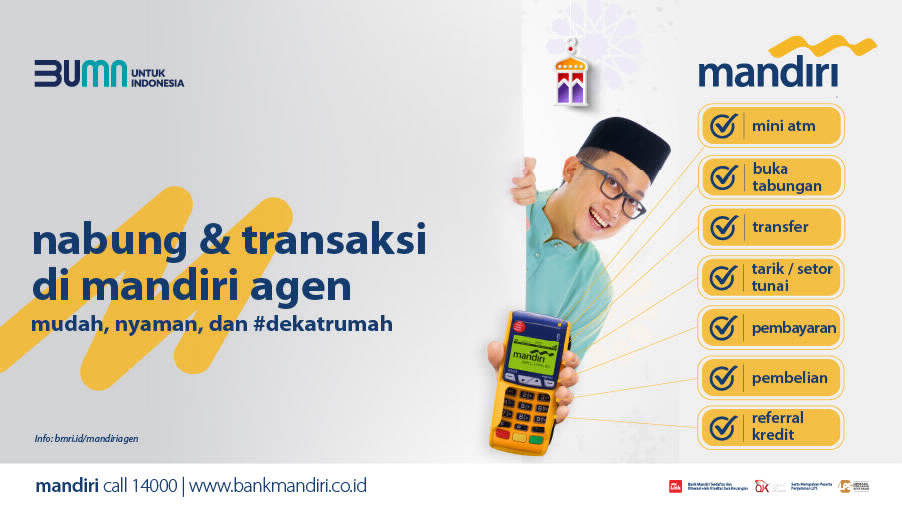 BUMN UNTUK
INDONESIA
mandiri
mini atm
buka
tabungan
transfer
tarik / setor
tunai
pembayaran
pembelian
referral
kredit
nabung & transaksi
di mandiri agen
mudah, nyaman, dan #dekatrumah
mandiri
Info: bmri.id/mandiriagen
mandiri call 14000 | www.bankmandiri.co.id